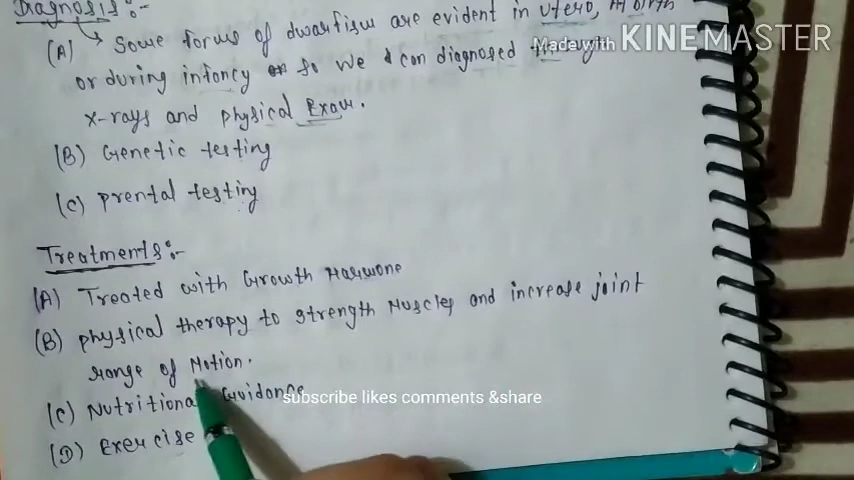 Diagnosis:-
(A) Some forms of dwarfism are evident in utero, At birth
or during infancy so we can diagnosed through
x-rays and physical Exam.
(B) Genetic testing
(C) Prental testing
Treatments:-
(A) Treated with Growth Harmone
(B) physical therapy to strength Muscles and increase joint
range of Motion.
(C) Nutritional Guidance
(D) Exercise
Made with KINEMASTER
subscribe likes comments &share